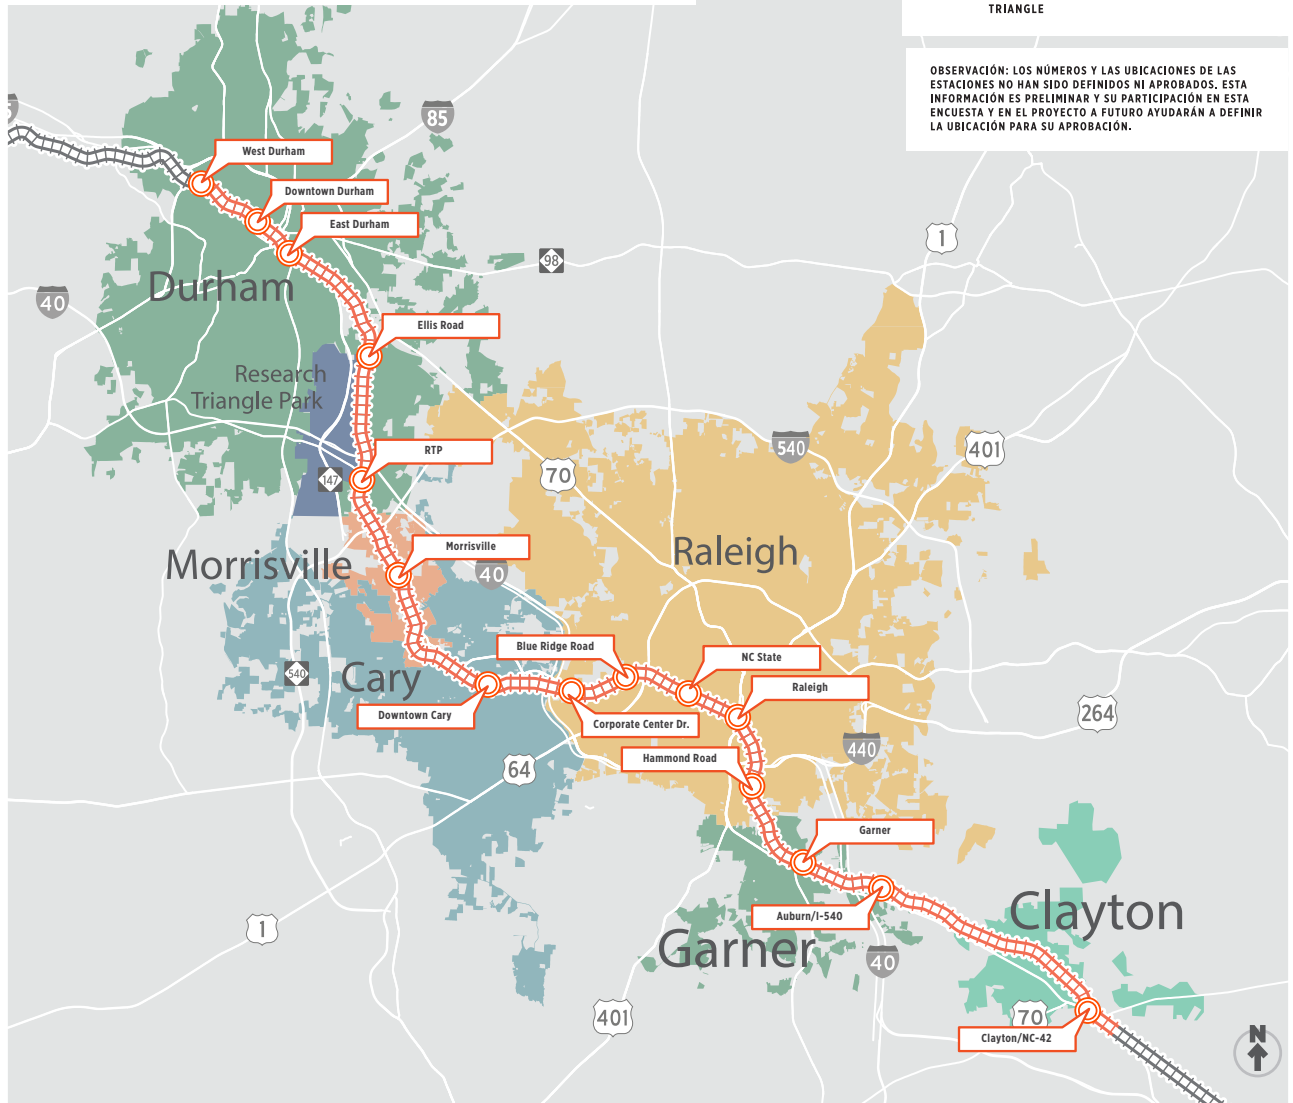 TRIANGLE
OBSERVACIÓN: LOS NÚMEROS Y LAS UBICACIONES DE LAS
ESTACIONES NO HAN SIDO DEFINIDOS NI APROBADOS. ESTA
INFORMACIÓN ES PRELIMINAR Y SU PARTICIPACIÓN EN ESTA
ENCUESTA Y EN EL PROYECTO A FUTURO AYUDARÁN A DEFINIR
LA UBICACIÓN PARA SU APROBACIÓN.
85
West Durham
Downtown Durham
East Durham
1
98
Durham
40
Ellis Road
Research
Triangle Park
RTP
540
401
70
147
Morrisville
Raleigh
Morrisville
40
Blue Ridge Road
NC State
540
Cary
Raleigh
Downtown Cary
Corporate Center Dr.
264
440
Hammond Road
64
Garner
Clayton
Auburn/I-540
1
Garner
40
401
70
Clayton/NC-42
N